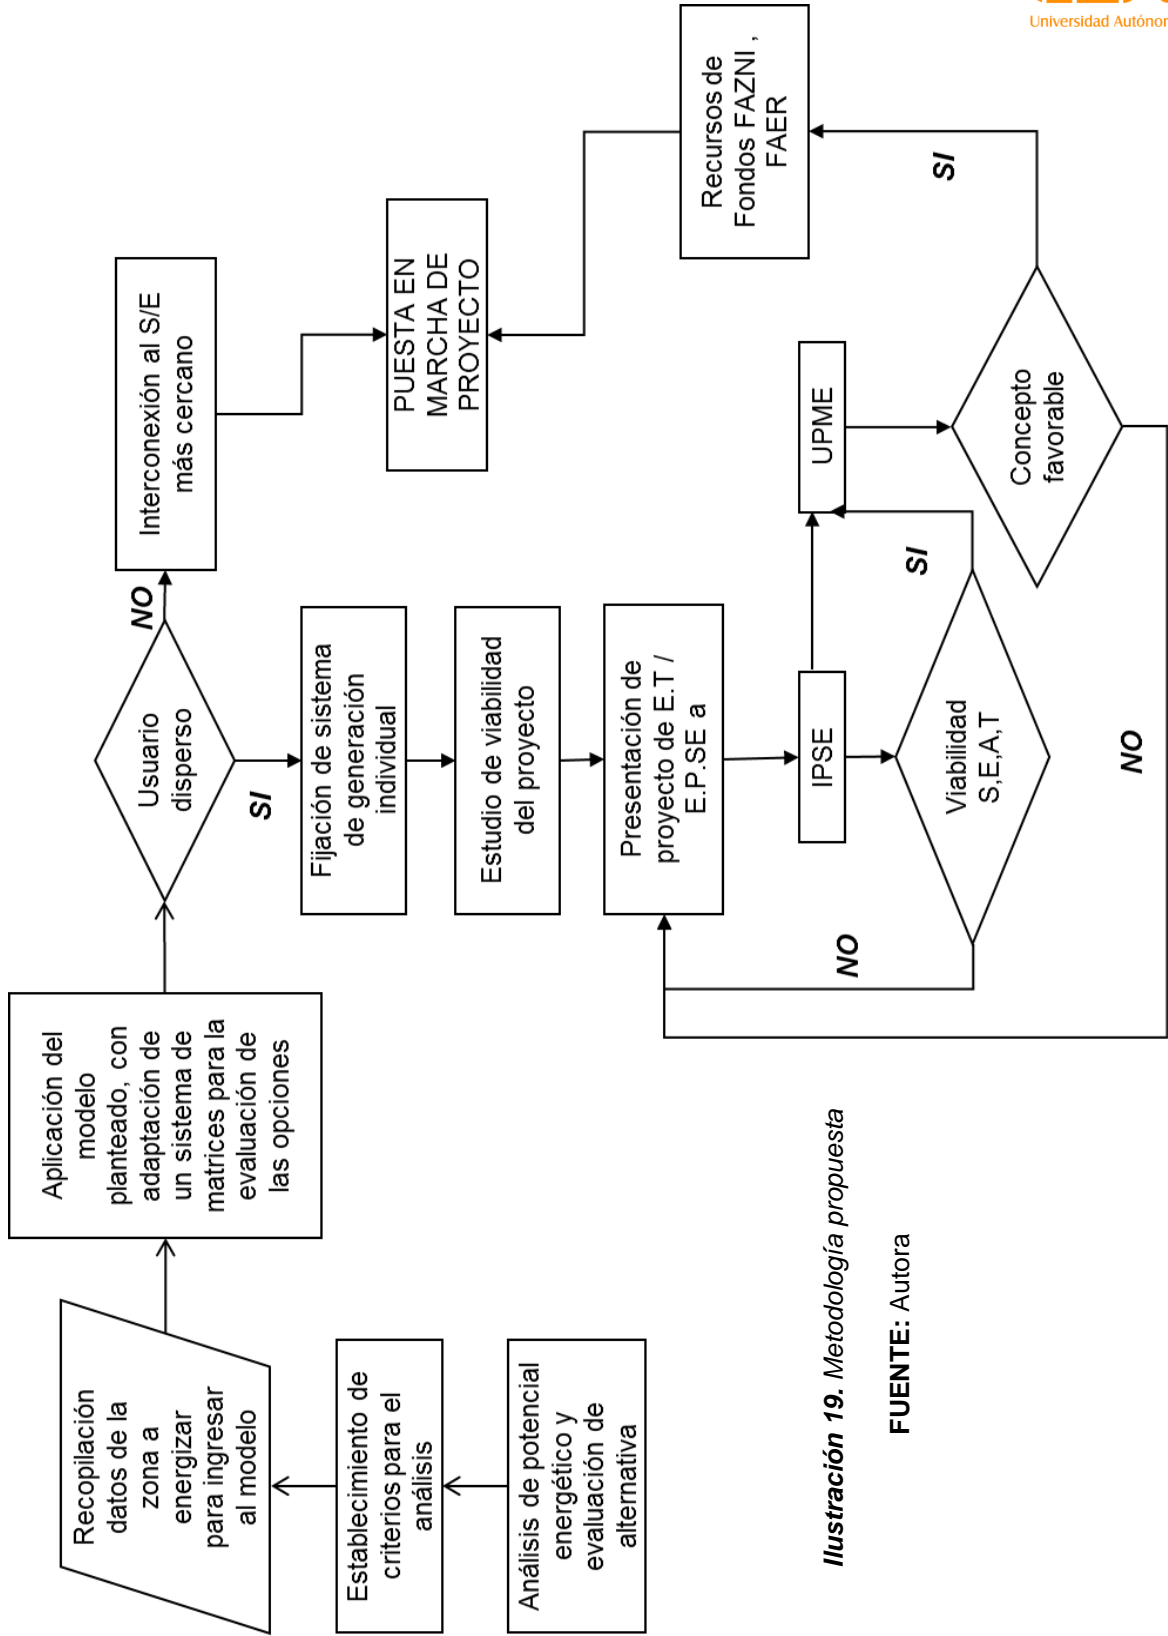 Universidad Autónom
Análisis de potencial
energético y
evaluación de
alternativa
Establecimiento de
criterios para el
análisis
Recopilación
datos de la
zona a
energizar
para ingresar
al modelo
Aplicación del
modelo
planteado, con
adaptación de
un sistema de
matrices para la
evaluación de
las opciones
Usuario
disperso
NO
Interconexión al S/E
más cercano
SI
Fijación de sistema
de generación
individual
Estudio de viabilidad
del proyecto
Presentación de
proyecto de E.T /
E.P.SE a
IPSE
UPME
Viabilidad
S,E,A,T
NO
SI
Concepto
favorable
NO
SI
Recursos de
Fondos FAZNI ,
FAER
PUESTA EN
MARCHA DE
PROYECTO
Ilustración 19. Metodología propuesta
FUENTE: Autora